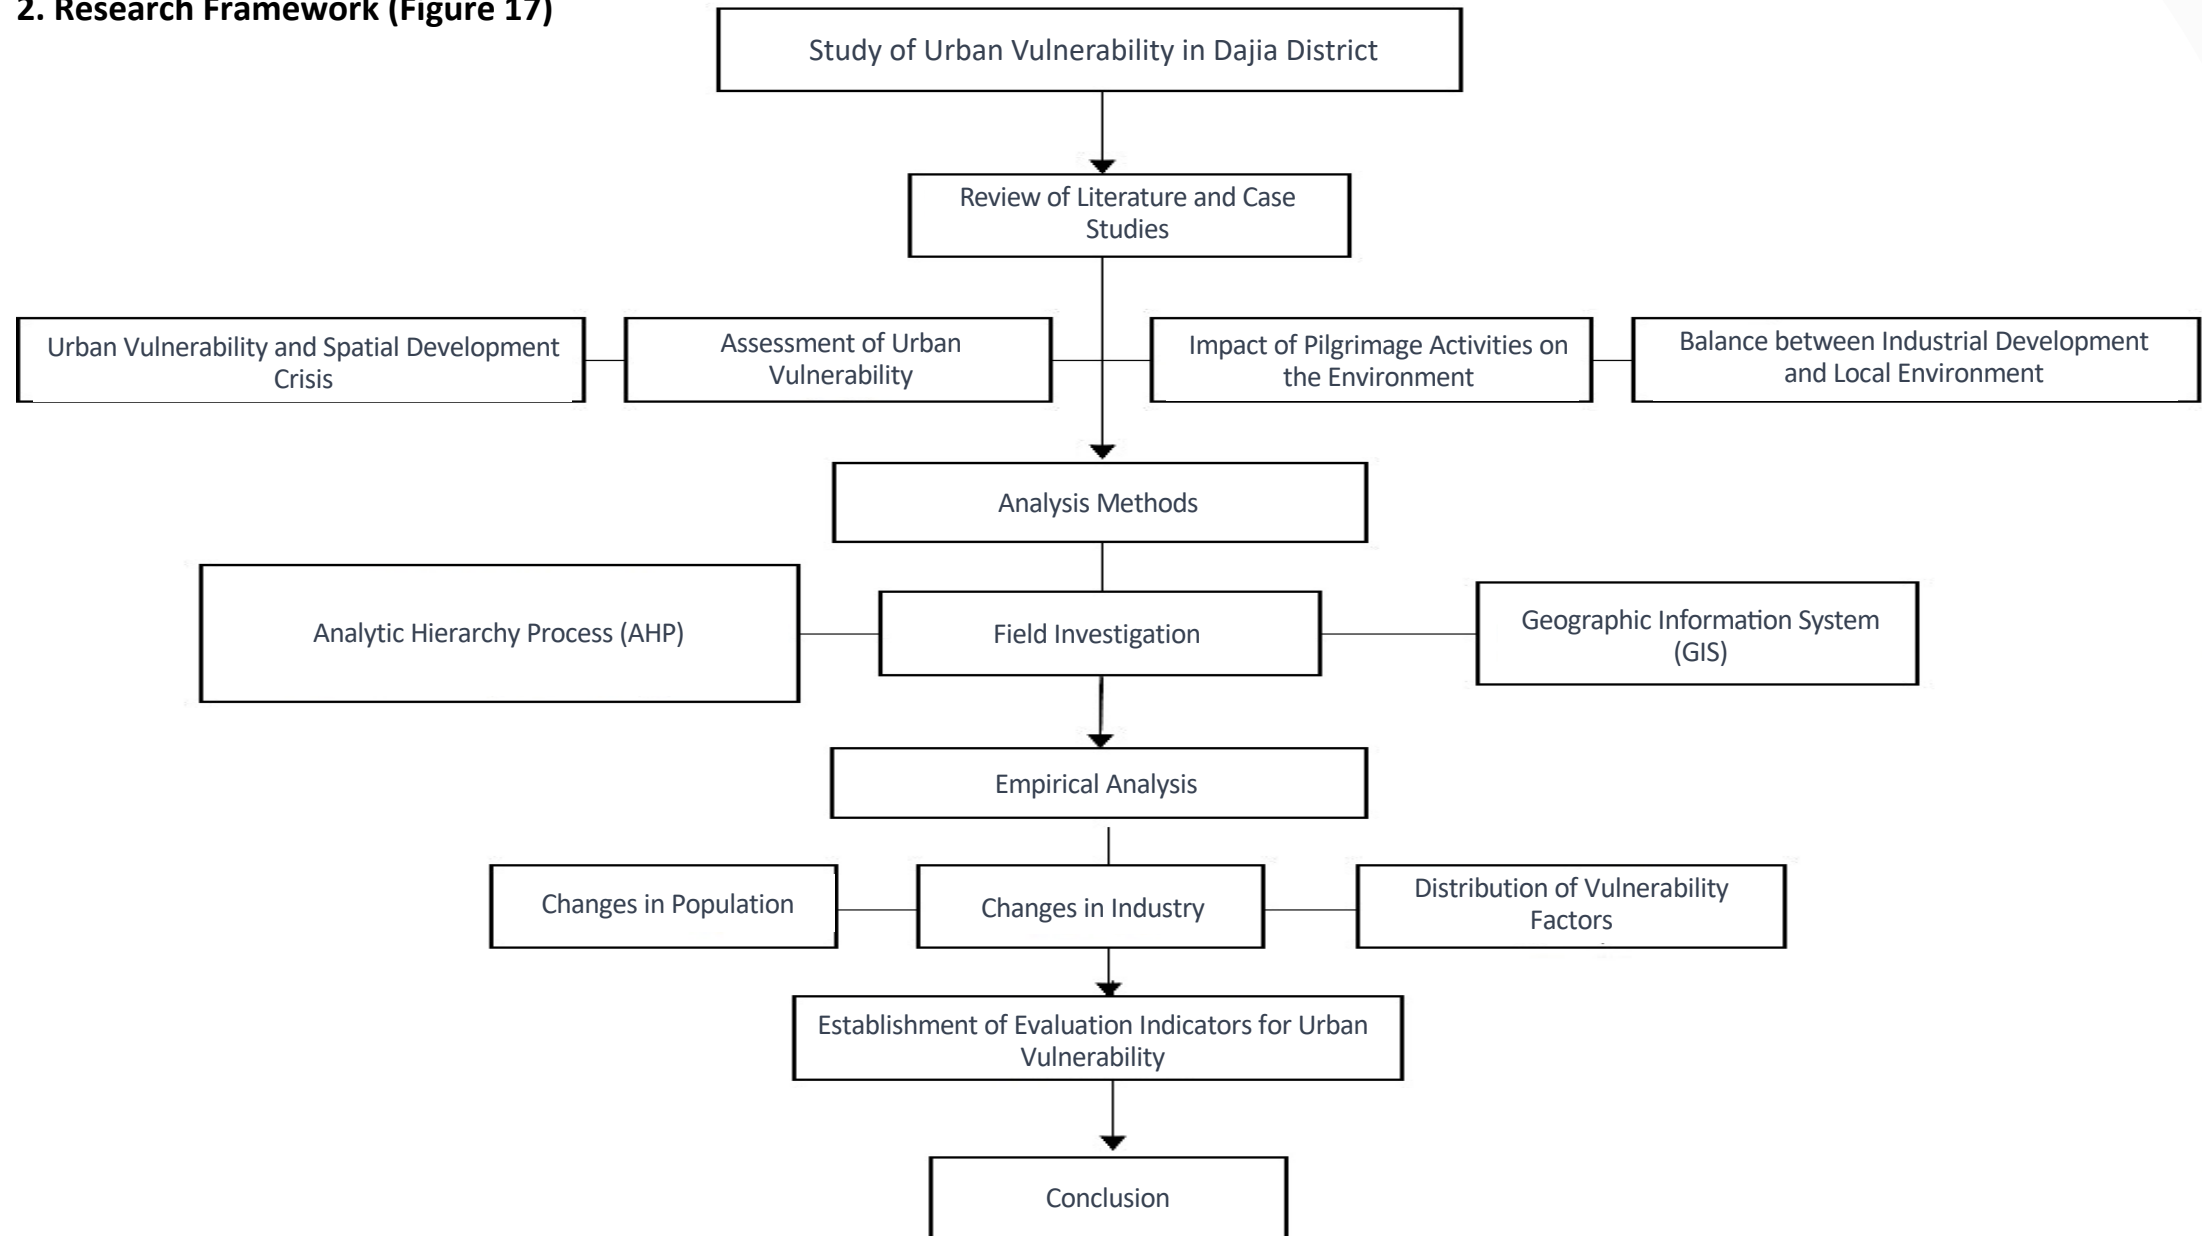 2. Research Framework (Figure 17)
Study of Urban Vulnerability in Dajia District
Review of Literature and Case
Studies
Urban Vulnerability and Spatial Development
Crisis
Assessment of Urban
Vulnerability
Impact of Pilgrimage Activities on
the Environment
Balance between Industrial Development
and Local Environment
Analysis Methods
Analytic Hierarchy Process (AHP)
Field Investigation
Geographic Information System
(GIS)
Empirical Analysis
Changes in Population
Changes in Industry
Distribution of Vulnerability
Factors
Establishment of Evaluation Indicators for Urban
Vulnerability
Conclusion